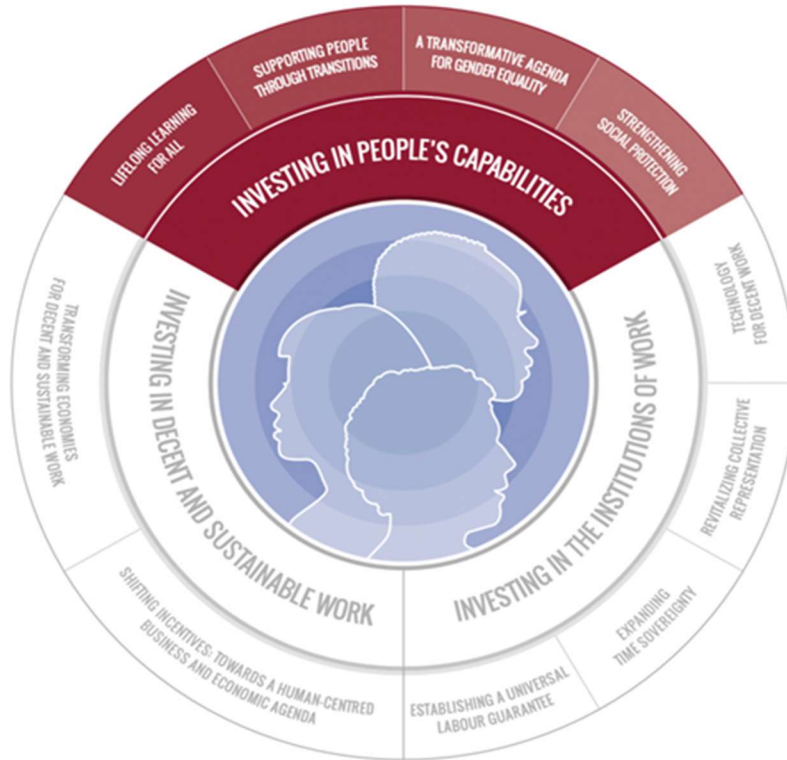 LIFELONG LEARNING
FOR ALL
SUPPORTING PEOPLE
THROUGH TRANSITIONS
A TRANSFORMATIVE AGENDA
FOR GENDER EQUALITY
STRENGTHENING
SOCIAL PROTECTION
INVESTING IN PEOPLE'S CAPABILITIES
TECHNOLOGY
FOR DECENT WORK
REVITALIZING COLLECTIVE
REPRESENTATION
EXPANDING
TIME SOVEREIGNTY
ESTABLISHING A UNIVERSAL
LABOUR GUARANTEE
INVESTING IN THE INSTITUTIONS OF WORK
TRANSFORMING ECONOMIES
FOR DECENT AND SUSTAINABLE WORK
SHIFTING INCENTIVES: TOWARDS A HUMAN-CENTRED
BUSINESS AND ECONOMIC AGENDA
INVESTING IN DECENT AND SUSTAINABLE WORK